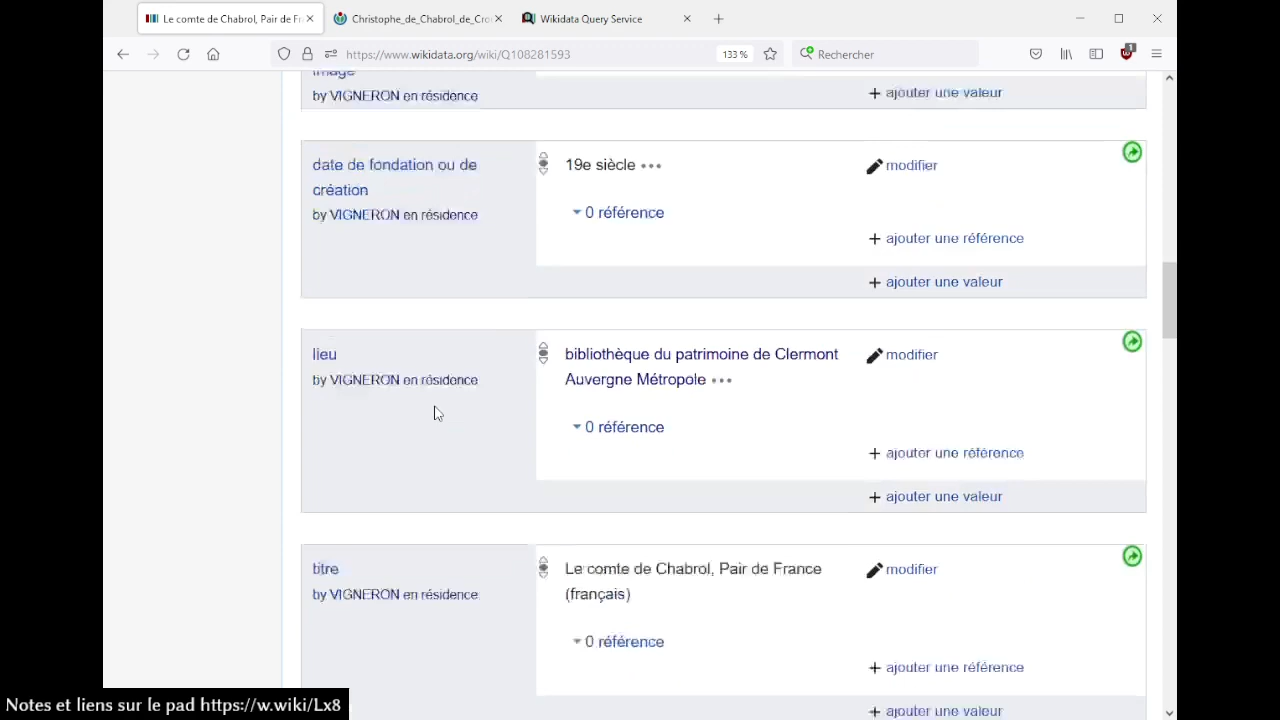 Le comte de Chabrol, Pair de Fr
Christophe_de_Chabrol_de_Cro
Wikidata Query Service
https://www.wikidata.org/wiki/Q108281593
133 %
Rechercher
1
image
by VIGNERON en résidence
+ ajouter une valeur
date de fondation ou de
création
by VIGNERON en résidence
19e siècle
modifier
0 référence
+ ajouter une référence
+ ajouter une valeur
lieu
by VIGNERON en résidence
bibliothèque du patrimoine de Clermont
Auvergne Métropole
modifier
0 référence
+ ajouter une référence
+ ajouter une valeur
titre
by VIGNERON en résidence
Le comte de Chabrol, Pair de France
(français)
modifier
0 référence
+ ajouter une référence
+ ajouter une valeur
Notes et liens sur le pad https://w.wiki/Lx8